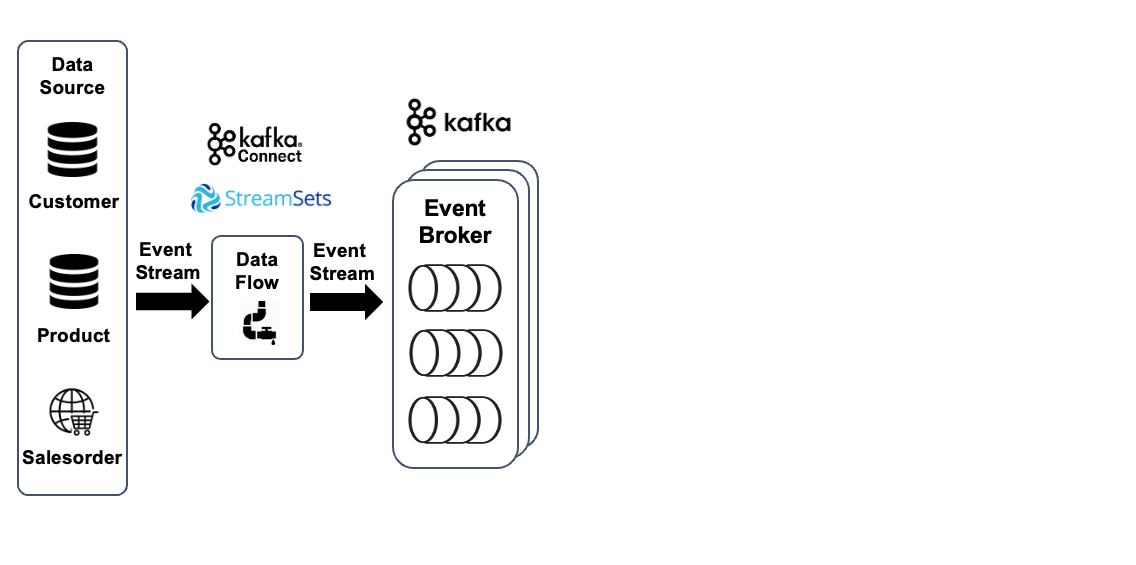 Data
Source
Customer
Product
Salesorder
kafka®
Connect
StreamSets
Event
Stream
Data
Flow
Event
Stream
kafka
Event
Broker